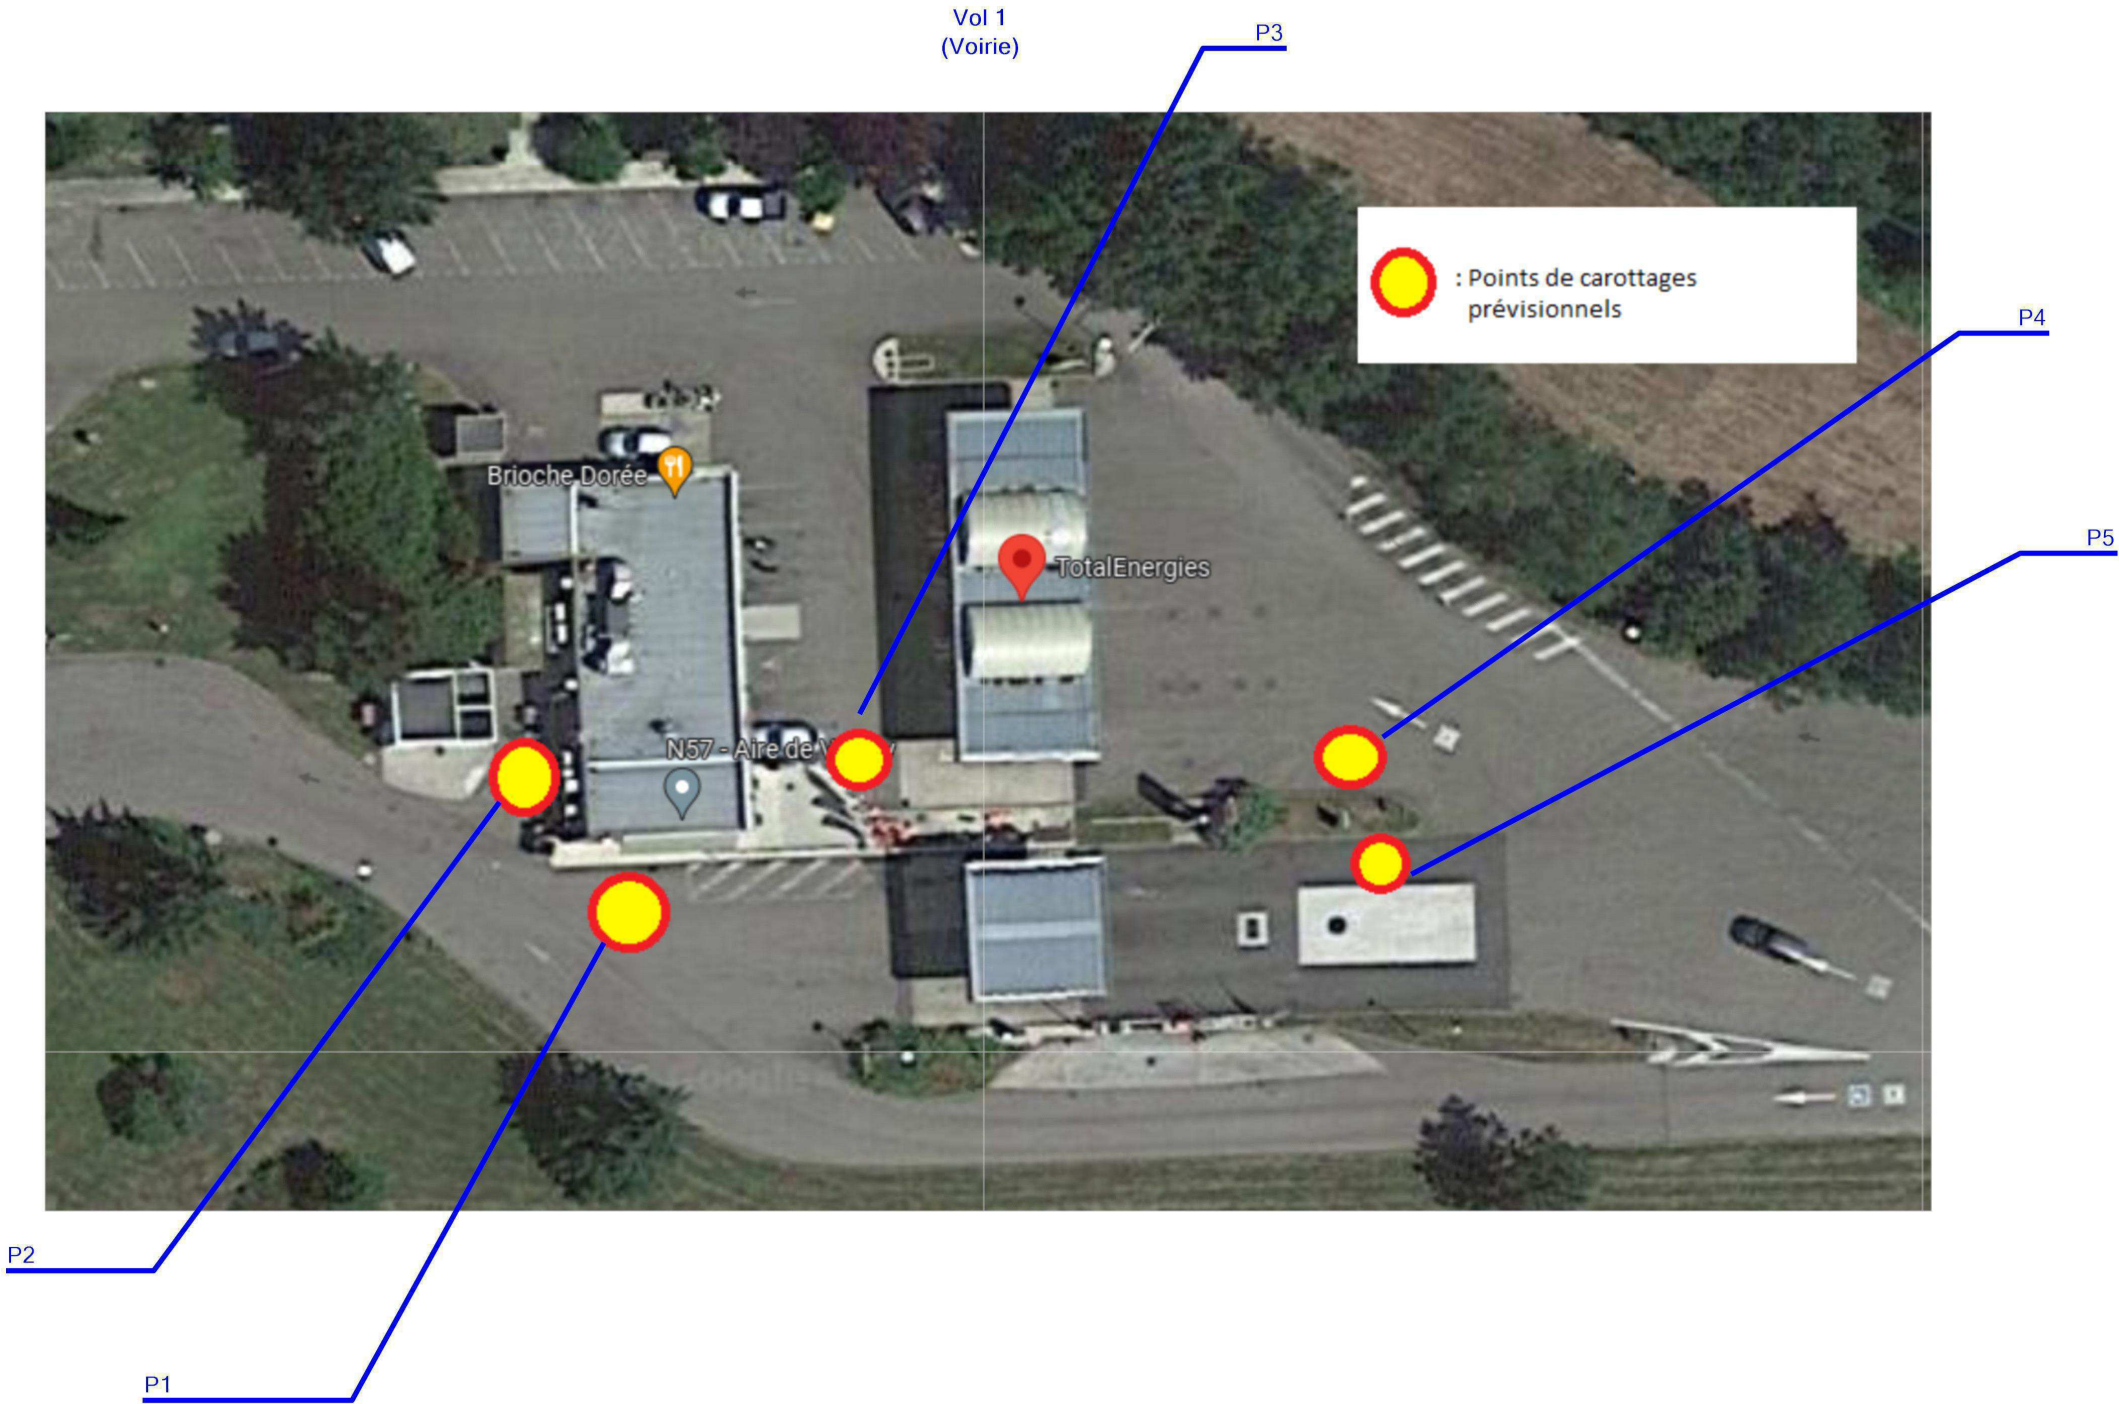 Vol 1
(Voirie)
P3
: Points de carottages
prévisionnels
P4
Brioche Dorée
P5
TotalEnergies
N57 - Aire de V
P2
P1